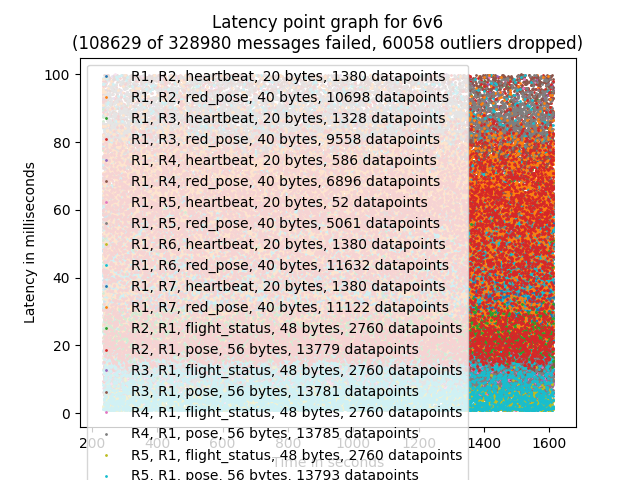 Latency point graph for 6v6
(108629 of 328980 messages failed, 60058 outliers dropped)
Latency in milliseconds
100
80
60
40
20
0
R1, R2, heartbeat, 20 bytes, 1380 datapoints
R1, R2, red_pose, 40 bytes, 10698 datapoints
R1, R3, heartbeat, 20 bytes, 1328 datapoints
R1, R3, red_pose, 40 bytes, 9558 datapoints
R1, R4, heartbeat, 20 bytes, 586 datapoints
R1, R4, red_pose, 40 bytes, 6896 datapoints
R1, R5, heartbeat, 20 bytes, 52 datapoints
R1, R5, red_pose, 40 bytes, 5061 datapoints
R1, R6, heartbeat, 20 bytes, 1380 datapoints
R1, R6, red_pose, 40 bytes, 11632 datapoints
R1, R7, heartbeat, 20 bytes, 1380 datapoints
R1, R7, red_pose, 40 bytes, 11122 datapoints
R2, R1, flight_status, 48 bytes, 2760 datapoints
R2, R1, pose, 56 bytes, 13779 datapoints
R3, R1, flight_status, 48 bytes, 2760 datapoints
R3, R1, pose, 56 bytes, 13781 datapoints
R4, R1, flight_status, 48 bytes, 2760 datapoints
R4, R1, pose, 56 bytes, 13785 datapoints
R5, R1, flight_status, 48 bytes, 2760 datapoints
R5, R1, pose, 56 bytes, 13793 datapoints
200 400 600 800 1000 1200 1400 1600
Time in seconds